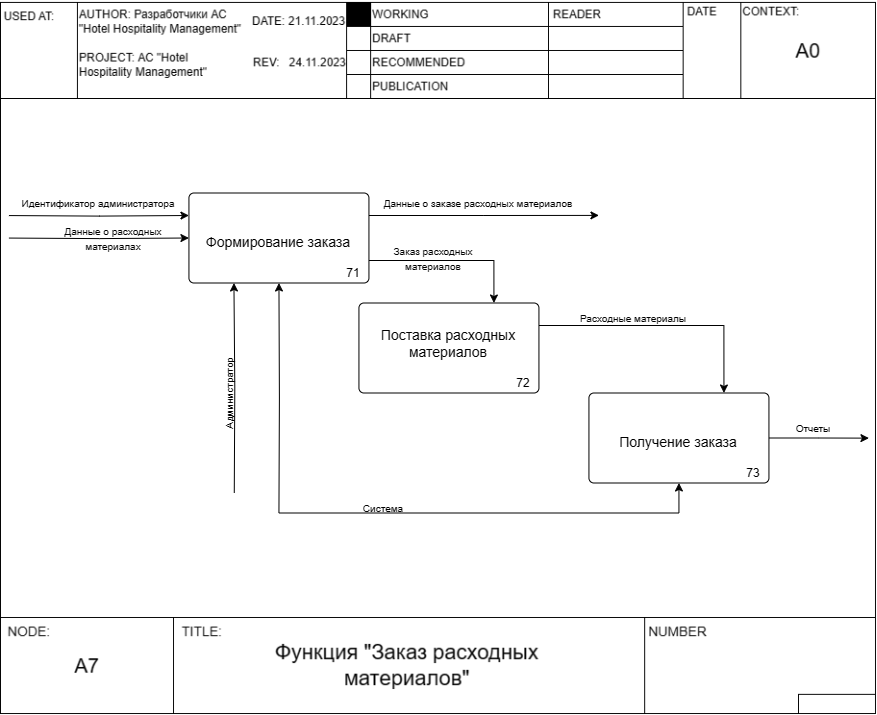 USED AT:
AUTHOR: Разработчики АС
"Hotel Hospitality Management"
DATE: 21.11.2023
PROJECT: АС "Hotel
Hospitality Management"
REV: 24.11.2023
WORKING
DRAFT
RECOMMENDED
PUBLICATION
READER
DATE
CONTEXT:
A0
Идентификатор администратора
Данные о расходных
материалах
Формирование заказа
71
Данные о заказе расходных материалов
Заказ расходных
материалов
Поставка расходных
материалов
72
Расходные материалы
Получение заказа
73
Отчеты
Администратор
Система
NODE:
A7
TITLE:
Функция "Заказ расходных
материалов"
NUMBER